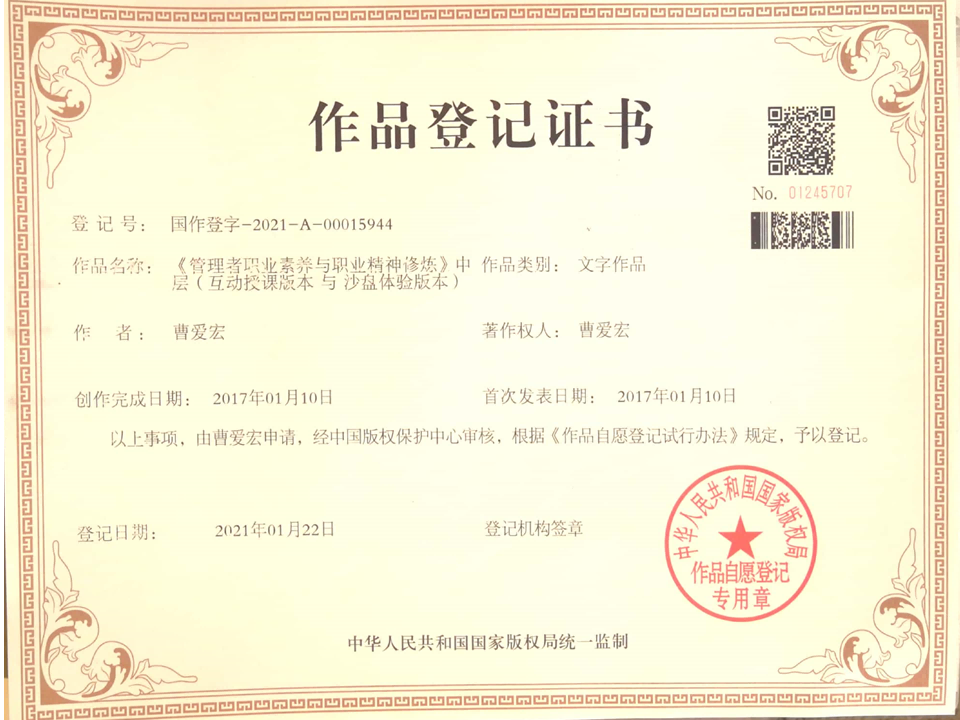 作品登记证书
No. 01245707
登 记 号： 国作登字-2021-A-00015944
作品名称： 《管理者职业素养与职业精神修炼》中 作品类别： 文字作品
层（互动授课版本 与 沙盘体验版本）
作 者： 曹爱宏 著作权人： 曹爱宏
创作完成日期： 2017年01月10日 首次发表日期： 2017年01月10日
以上事项，由曹爱宏申请，经中国版权保护中心审核，根据《作品自愿登记试行办法》规定，予以登记。
登记日期： 2021年01月22日 登记机构签章
中华人民共和国国家版权局
作品自愿登记
专用章
中华人民共和国国家版权局统一监制